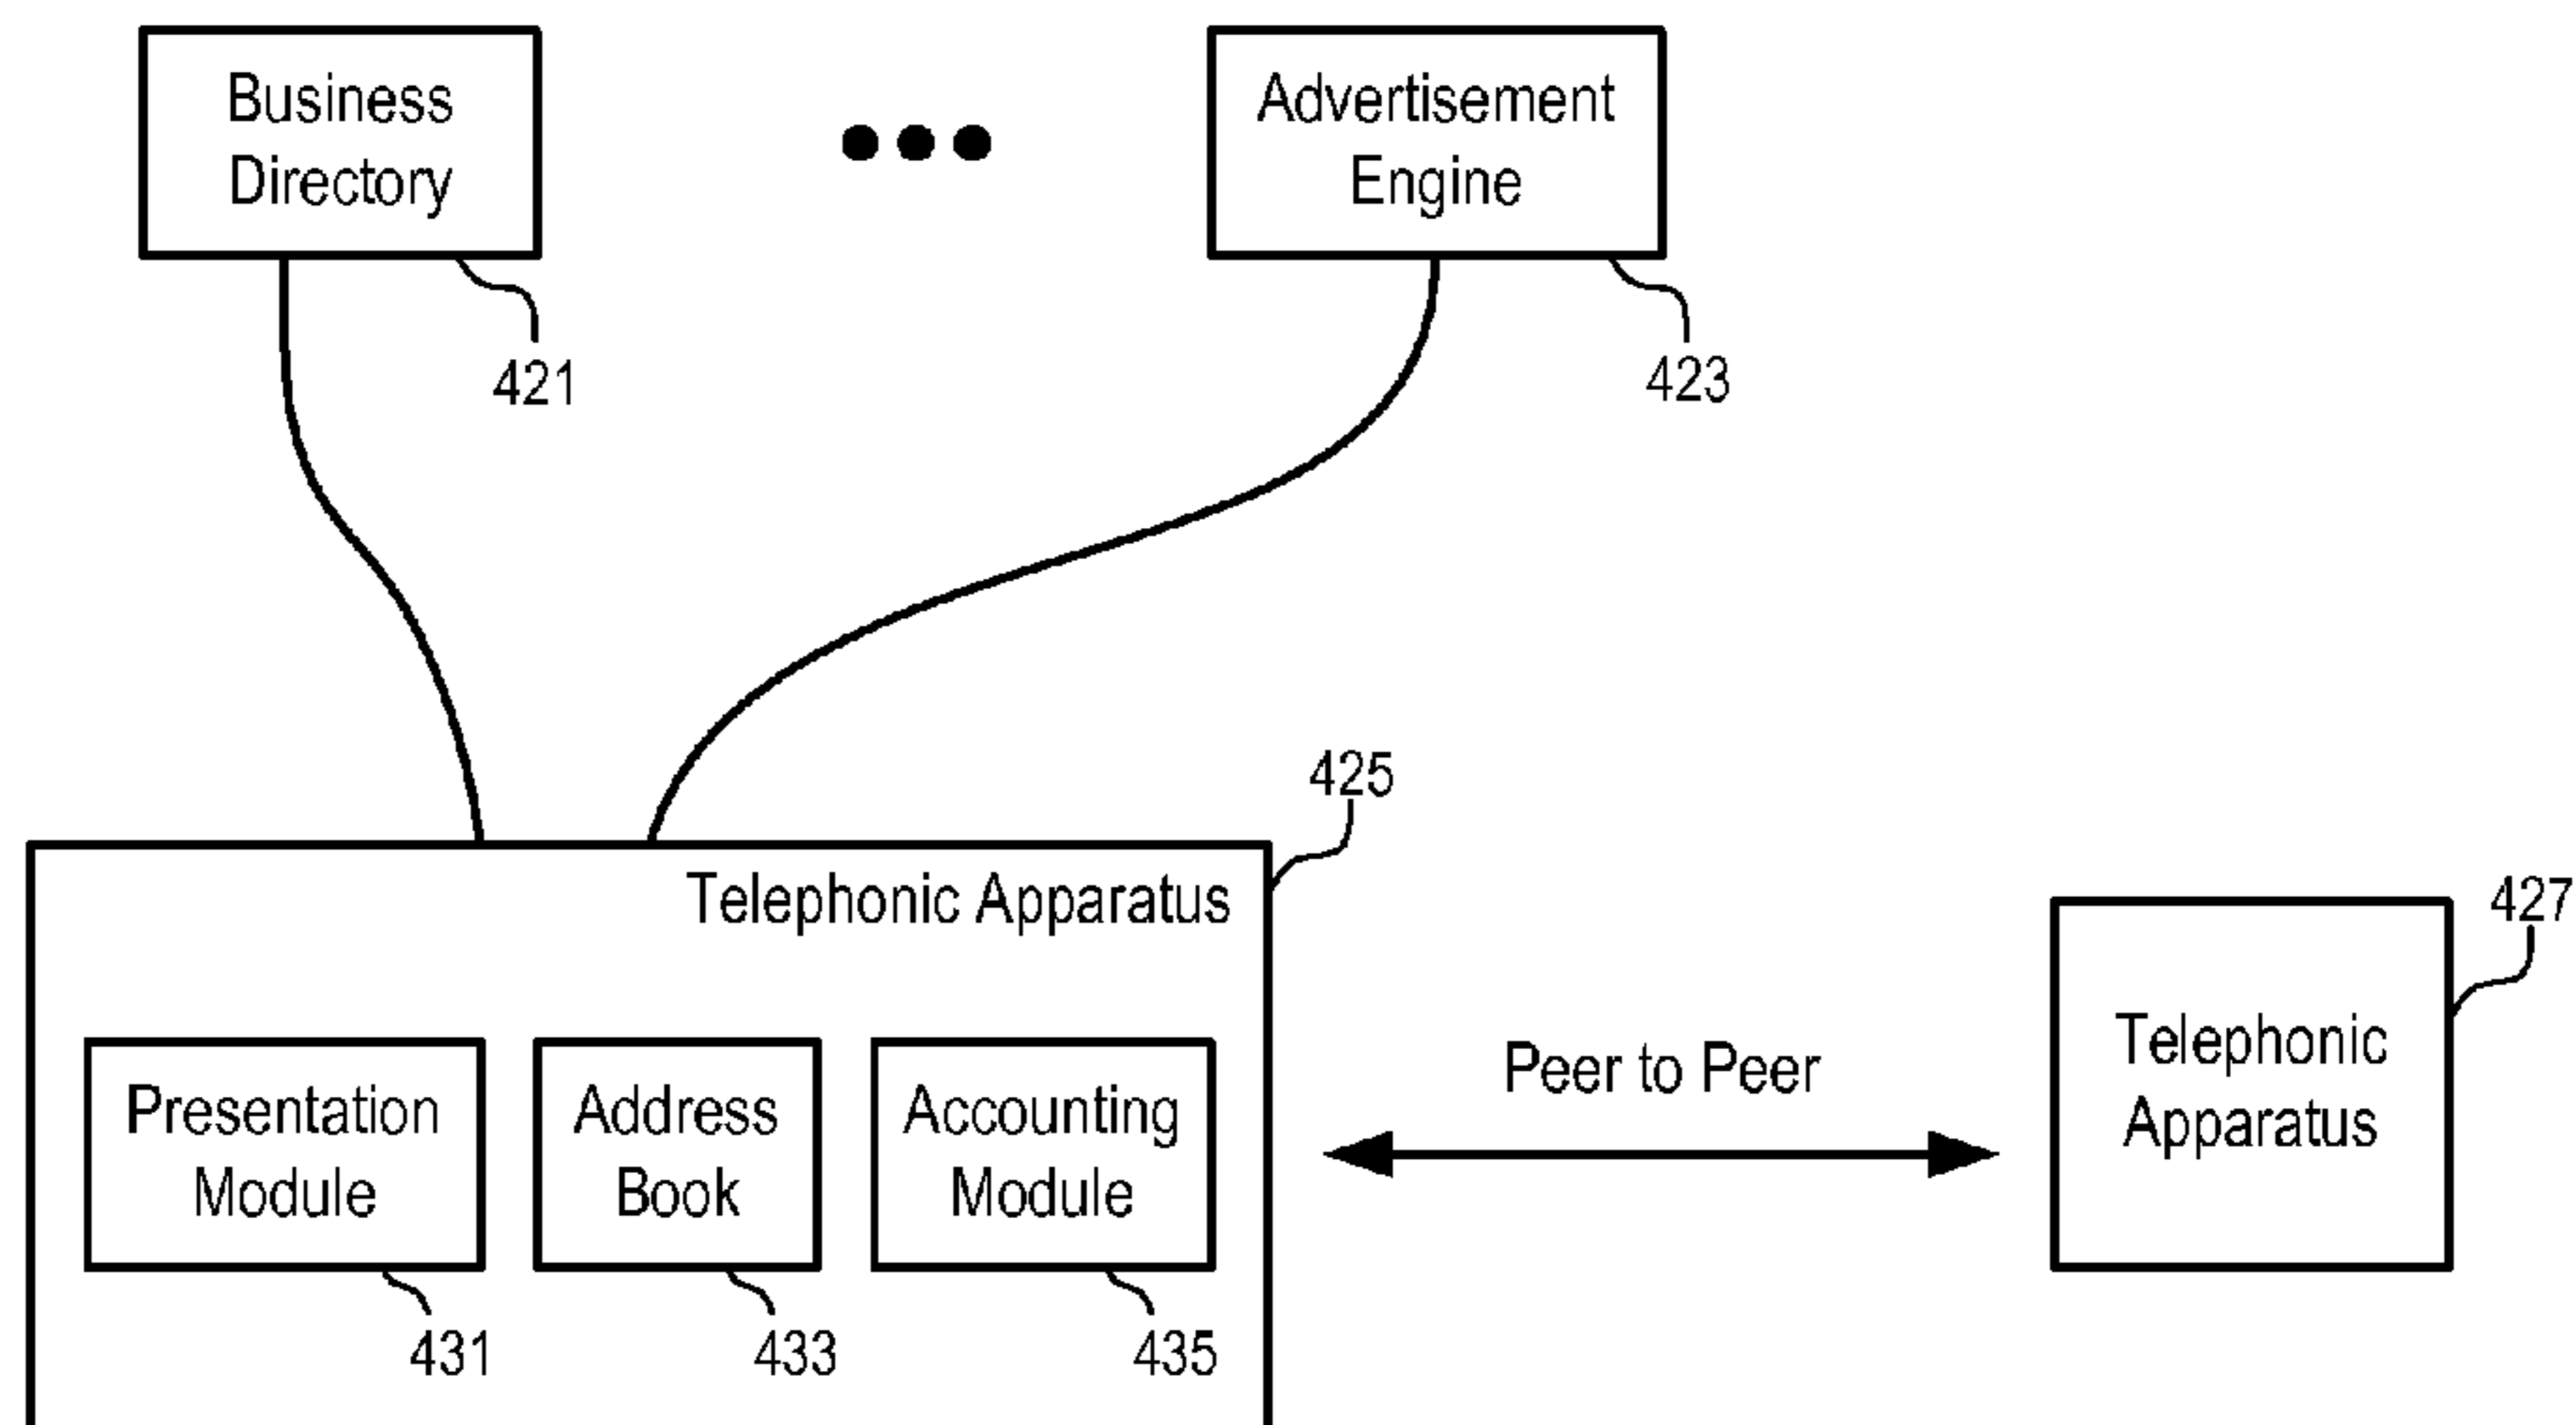 Business
Directory
Advertisement
Engine
421
423
425
Telephonic Apparatus
427
Telephonic
Apparatus
Peer to Peer
Presentation
Module
Address
Book
Accounting
Module
431
433
435